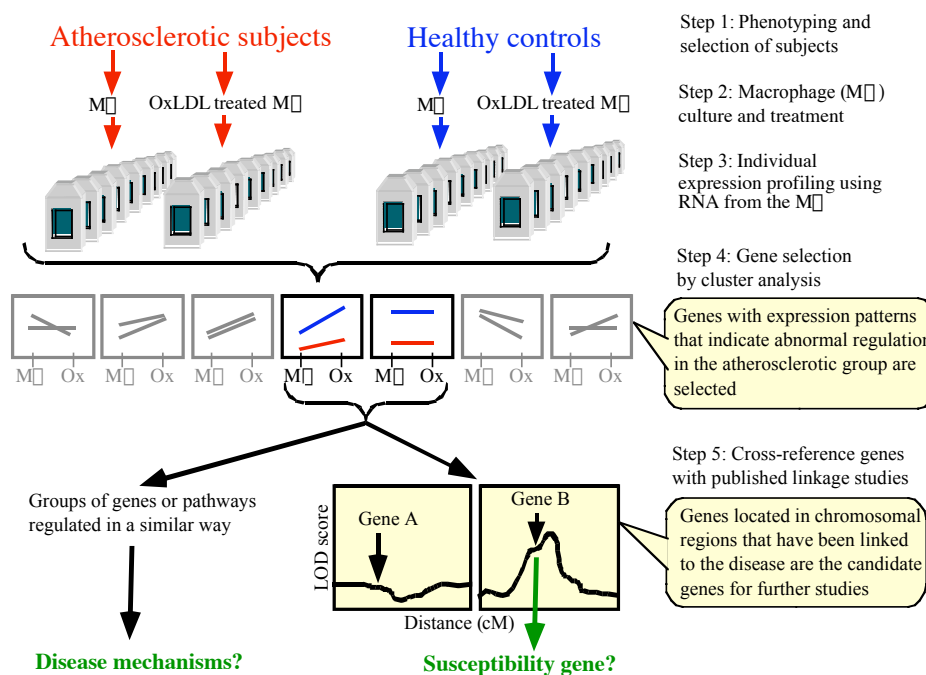 Atherosclerotic subjects
Healthy controls
M▯
OxLDL treated M▯
M▯
OxLDL treated M▯
Step 1: Phenotyping and
selection of subjects
Step 2: Macrophage (M▯)
culture and treatment
Step 3: Individual
expression profiling using
RNA from the M▯
Step 4: Gene selection
by cluster analysis
Genes with expression patterns
that indicate abnormal regulation
in the atherosclerotic group are
selected
M▯ Ox
M▯ Ox
M▯ Ox
M▯ Ox
M▯ Ox
M▯ Ox
M▯ Ox
Step 5: Cross-reference genes
with published linkage studies
Genes located in chromosomal
regions that have been linked
to the disease are the candidate
genes for further studies
Groups of genes or pathways
regulated in a similar way
LOD score
Gene A
Gene B
Distance (cM)
Disease mechanisms?
Susceptibility gene?